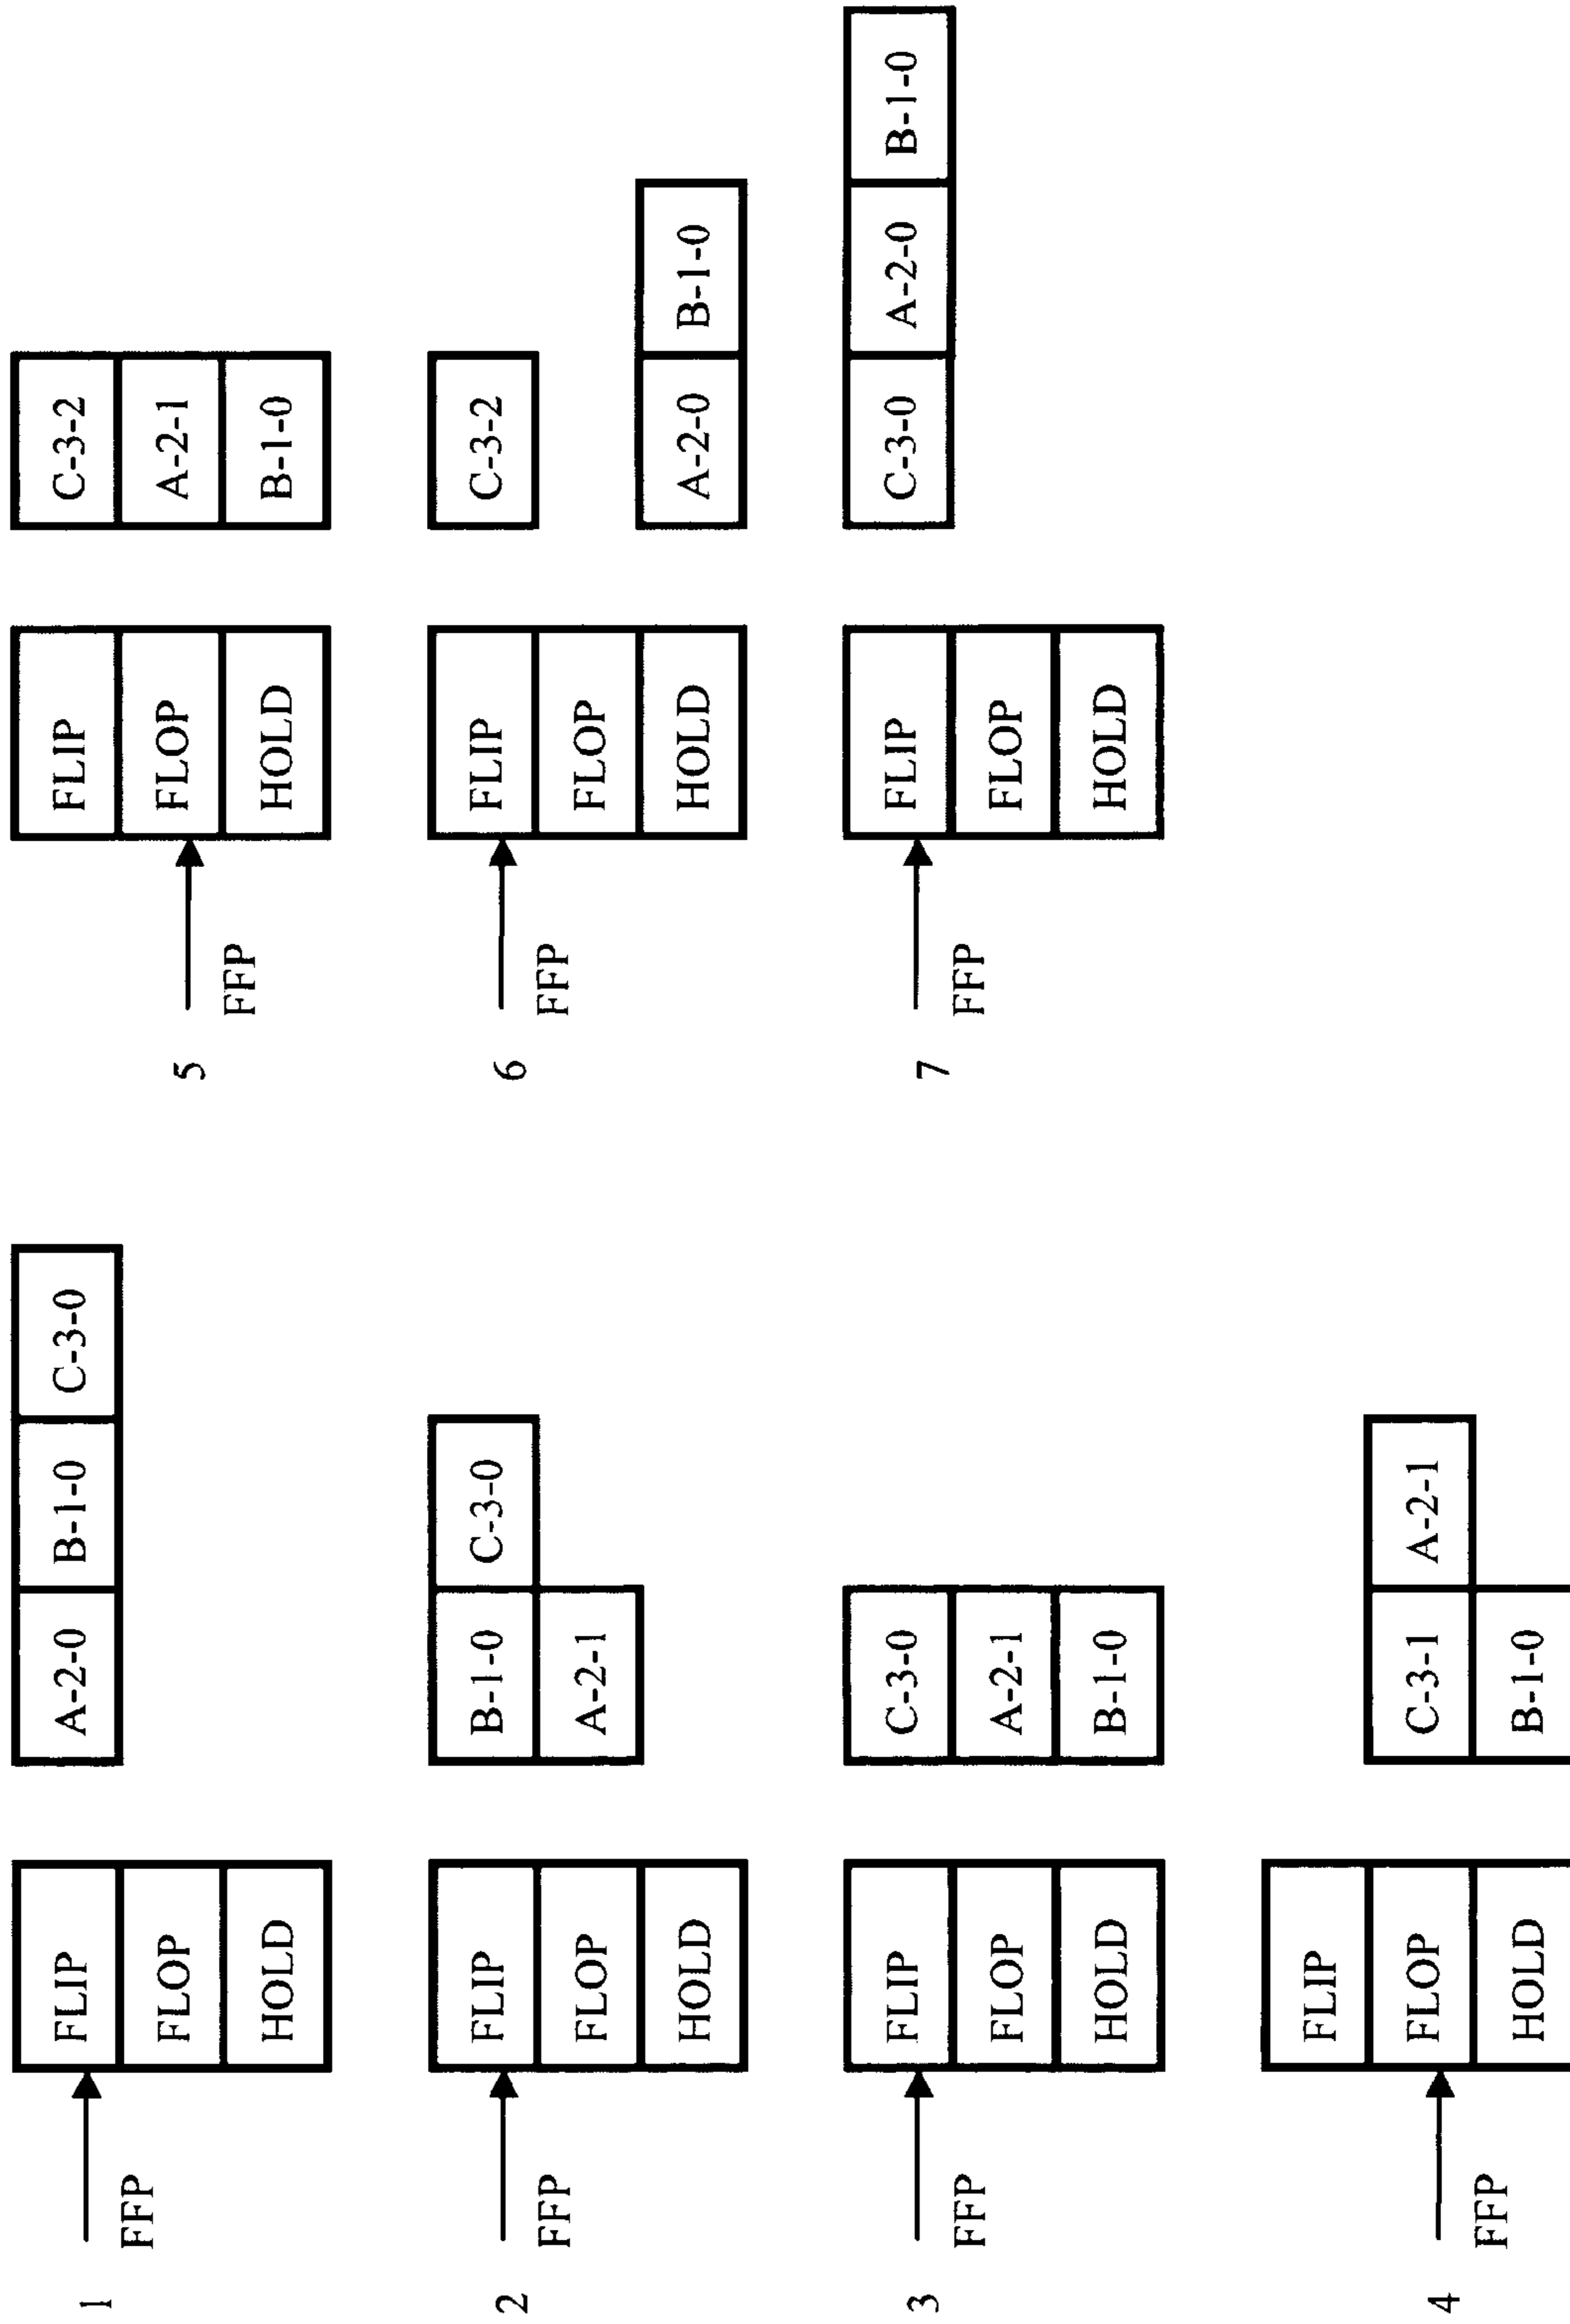 1
FFP
FLIP
FLOP
HOLD
A-2-0 B-1-0 C-3-0
2
FFP
FLIP
FLOP
HOLD
B-1-0 C-3-0
A-2-1
3
FFP
FLIP
FLOP
HOLD
C-3-0
A-2-1
B-1-0
4
FFP
FLIP
FLOP
HOLD
C-3-1 A-2-1
B-1-0
5
FFP
FLIP
FLOP
HOLD
C-3-2
A-2-1
B-1-0
6
FFP
FLIP
FLOP
HOLD
C-3-2
A-2-0 B-1-0
7
FFP
FLIP
FLOP
HOLD
C-3-0 A-2-0 B-1-0